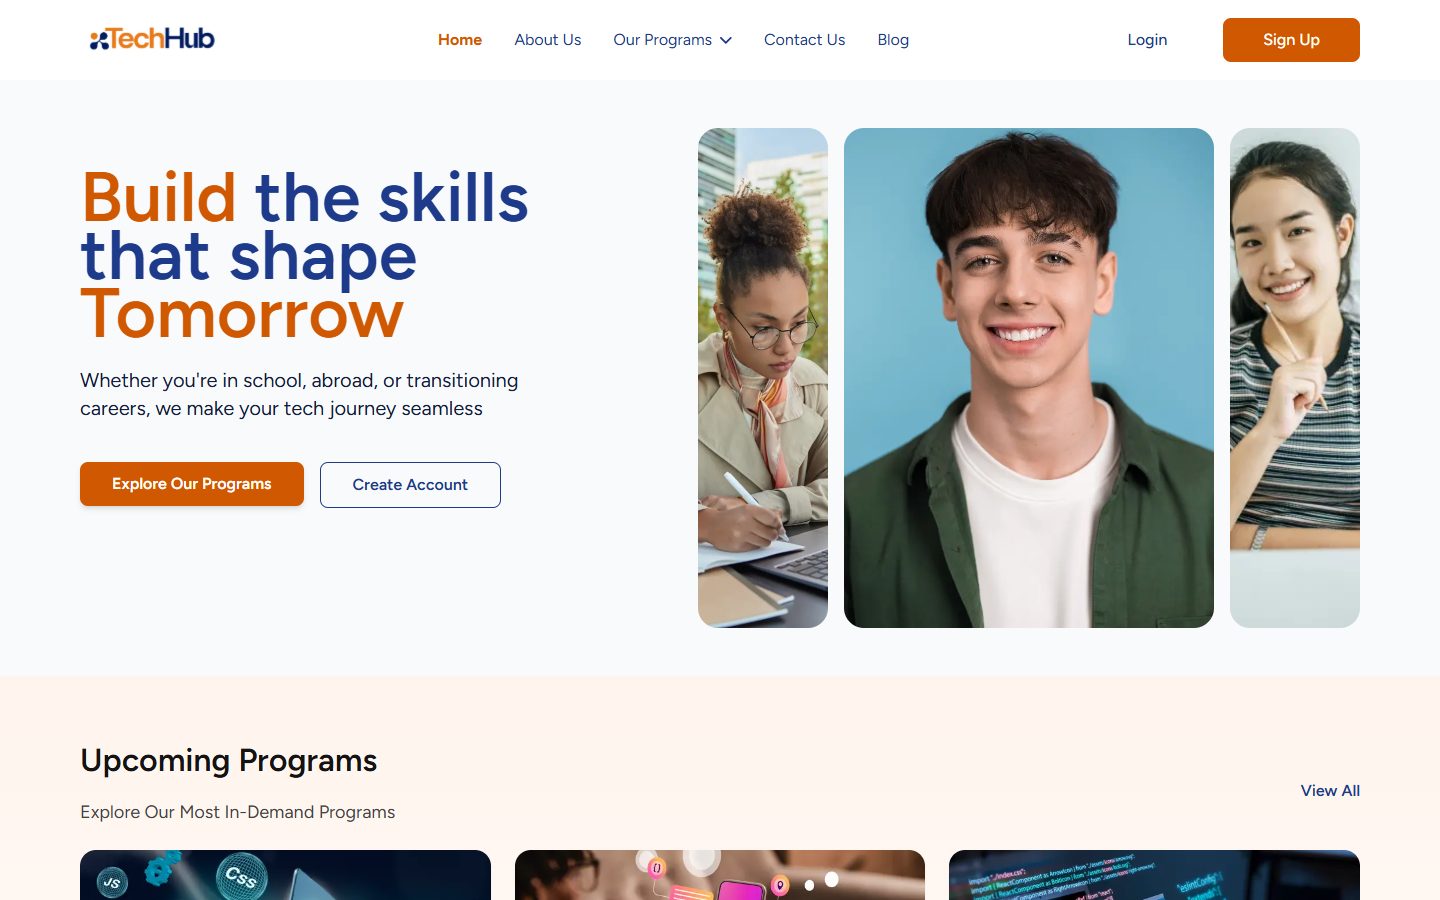 TechHub
Home
About Us
Our Programs
Contact Us
Blog
Login
Sign Up
Build the skills
that shape
Tomorrow
Whether you're in school, abroad, or transitioning
careers, we make your tech journey seamless
Explore Our Programs
Create Account
Upcoming Programs
Explore Our Most In-Demand Programs
View All
JS
Css